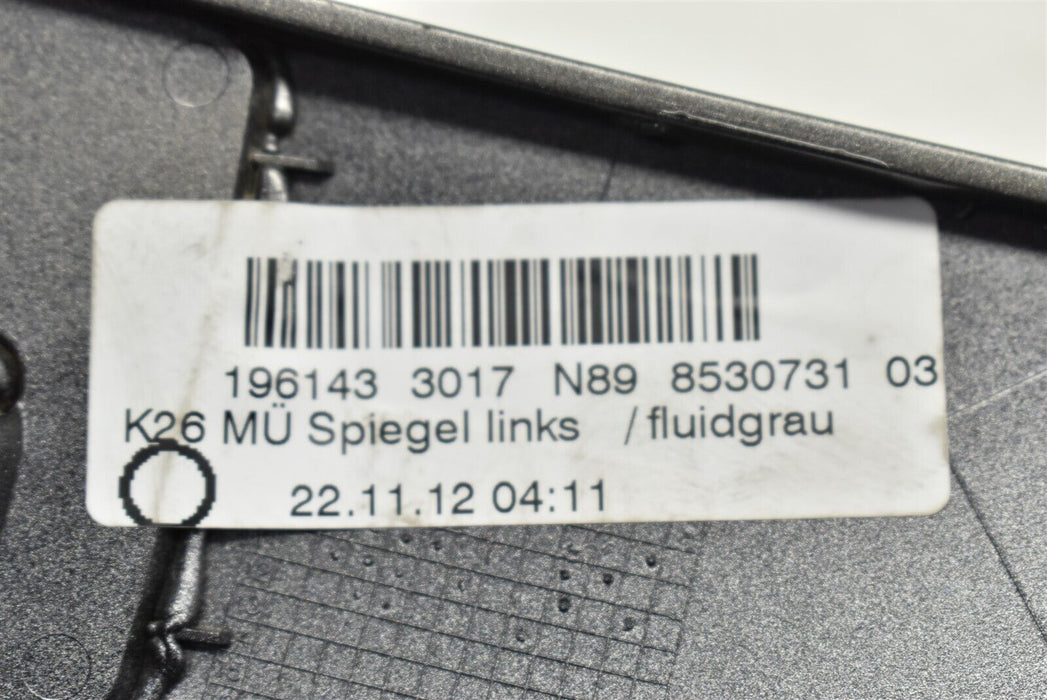 196143 3017 N89 8530731 03
K26 MÜ Spiegel links / fluidgrau
22.11.12 04:11